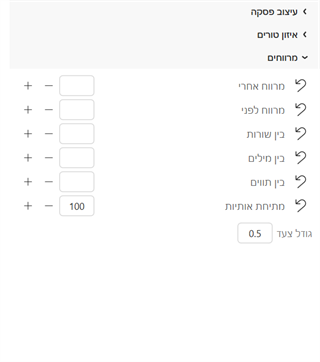 עיצוב פסקה
איזון טורים
מרווחים
מרווח אחרי
מרווח לפני
בין שורות
בין מילים
בין תווים
מתיחת אותיות 100
גודל צעד 0.5